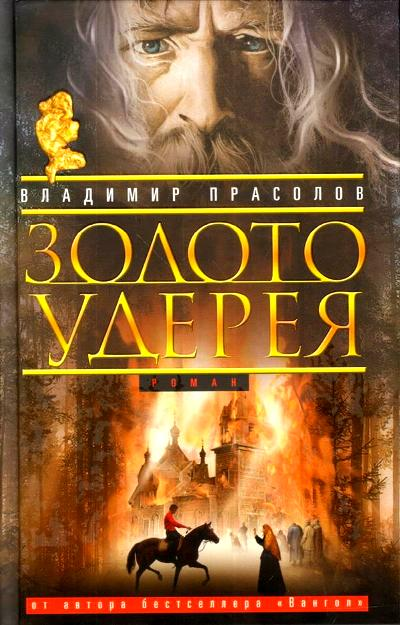 ВЛАДИМИР ПРАСОЛОВ
ЗОЛОТО
УДЕРЕЯ
РОМАН
от автора бестселлера «Вангол»